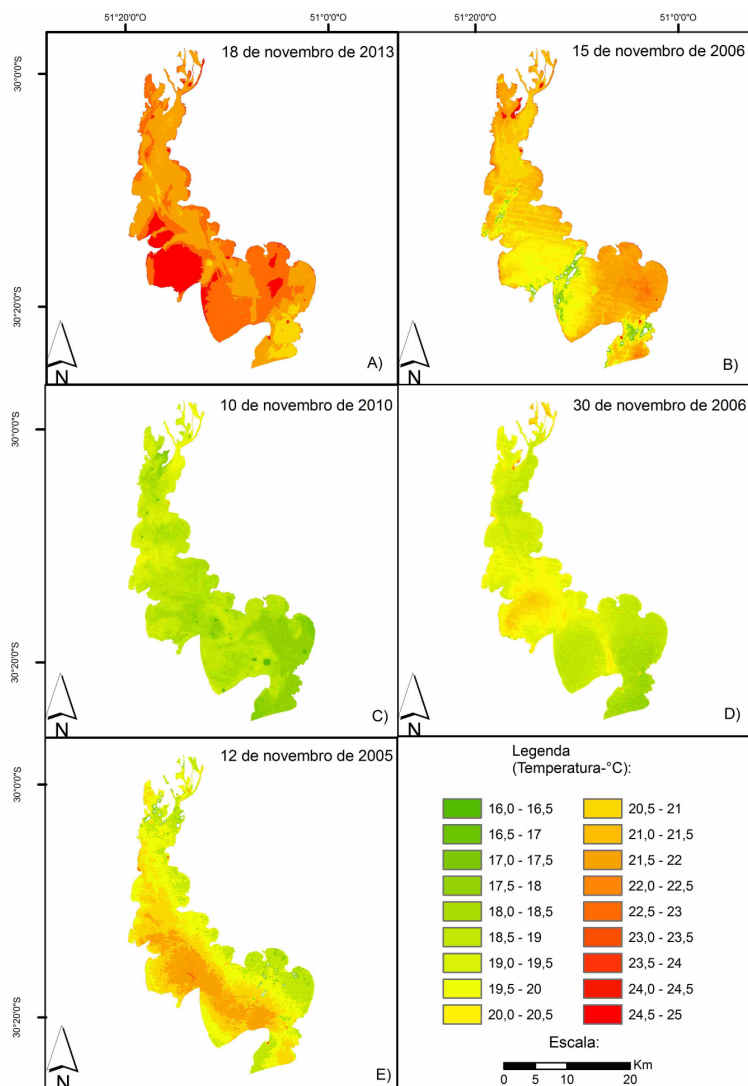 51°20'0"O
51°0'0"O
51°20'0"O
51°0'0"O
18 de novembro de 2013
15 de novembro de 2006
30°0'0"S
30°20'0"S
N
A)
N
B)
10 de novembro de 2010
30 de novembro de 2006
30°0'0"S
30°20'0"S
N
C)
N
D)
12 de novembro de 2005
30°0'0"S
30°20'0"S
N
E)
Legenda
(Temperatura-°C):
16,0 - 16,5
16,5 - 17
17,0 - 17,5
17,5 - 18
18,0 - 18,5
18,5 - 19
19,0 - 19,5
19,5 - 20
20,0 - 20,5
20,5 - 21
21,0 - 21,5
21,5 - 22
22,0 - 22,5
22,5 - 23
23,0 - 23,5
23,5 - 24
24,0 - 24,5
24,5 - 25
Escala:
Km
0 5 10 20